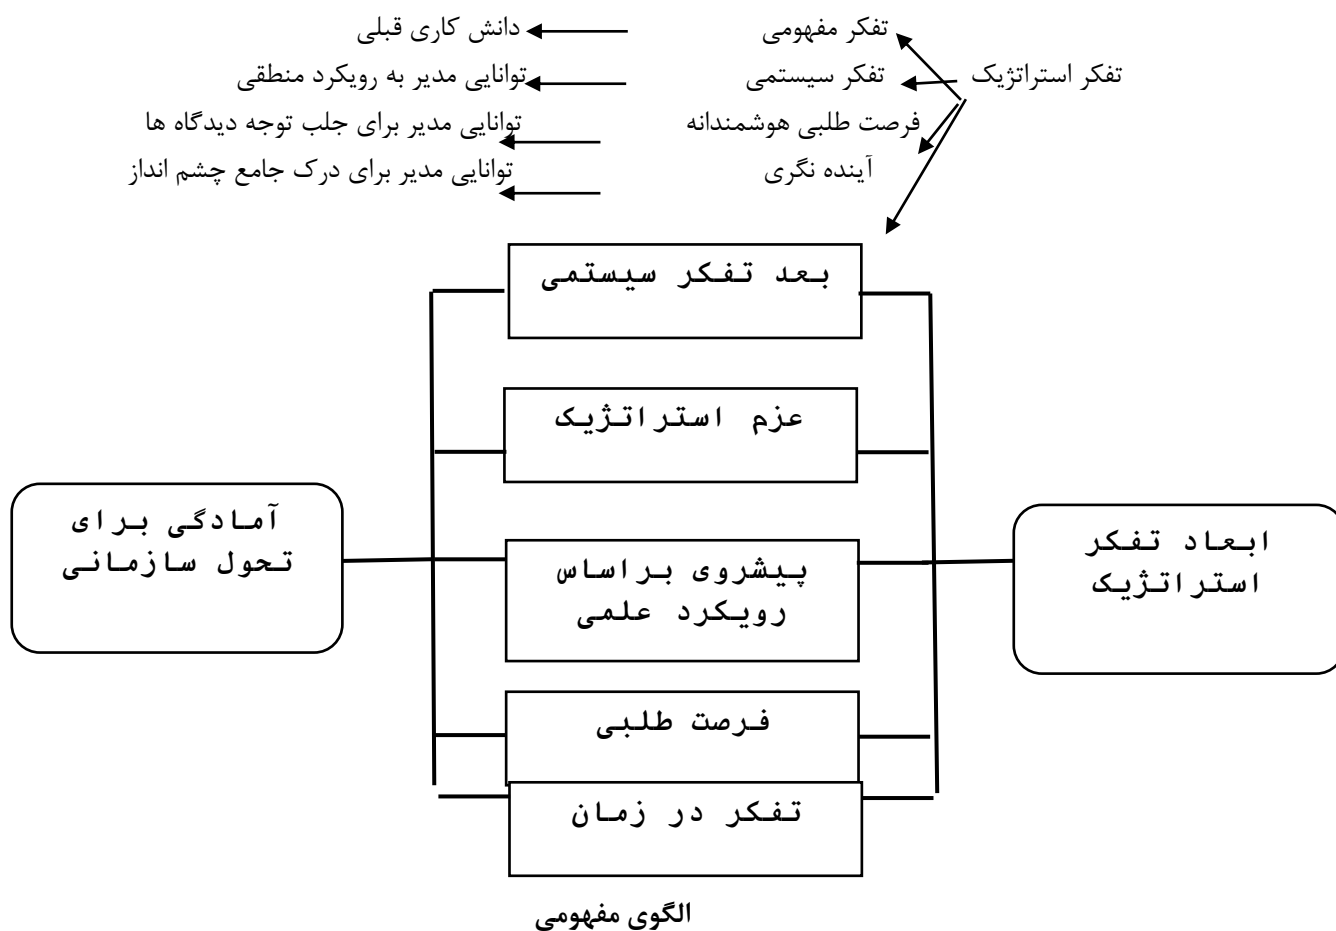 تفکر مفهومی
دانش کاری قبلی
تفکر استراتژیک
تفکر سیستمی
توانایی مدیر به رویکرد منطقی
فرصت طلبی هوشمندانه
توانایی مدیر برای جلب توجه دیدگاه ها
آینده نگری
توانایی مدیر برای درک جامع چشم انداز
بعد تفکر سیستمی
عزم استراتژیک
ابعاد تفکر
استراتژیک
پیشروی براساس
رویکرد علمی
آمادگی برای
تحول سازمانی
فرصت طلبی
تفکر در زمان
الگوی مفهومی